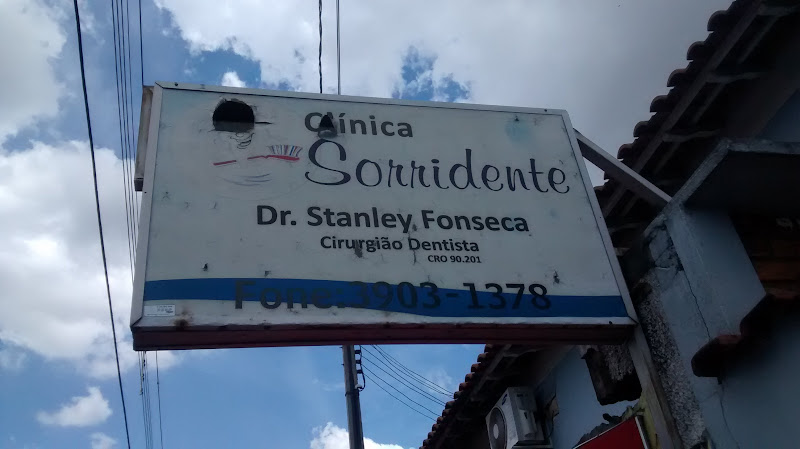 Clínica
Sorridente
Dr. Stanley Fonseca
Cirurgião Dentista
CRO 90.201
Fone.3903-1378